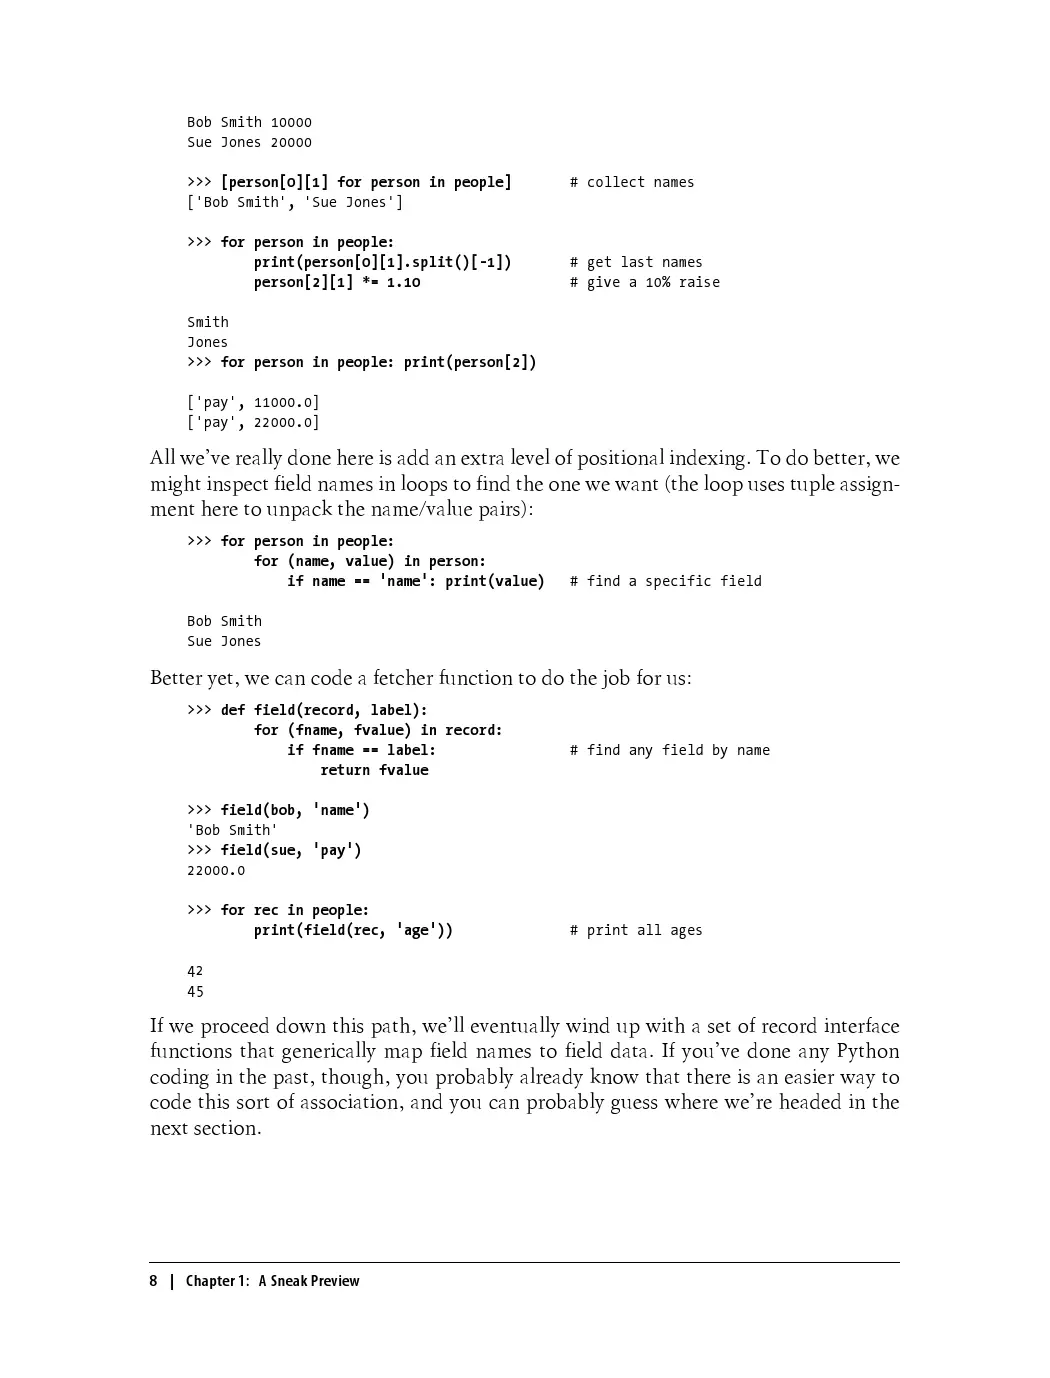 Bob Smith 10000
Sue Jones 20000
>>> [person[0][1] for person in people]       # collect names
['Bob Smith', 'Sue Jones']
>>> for person in people:
        print(person[0][1].split()[-1])       # get last names
        person[2][1] *= 1.10                  # give a 10% raise
Smith
Jones
>>> for person in people: print(person[2])
['pay', 11000.0]
['pay', 22000.0]
All we’ve really done here is add an extra level of positional indexing. To do better, we
might inspect field names in loops to find the one we want (the loop uses tuple assign-
ment here to unpack the name/value pairs):
>>> for person in people:
        for (name, value) in person:
            if name == 'name': print(value)   # find a specific field
Bob Smith
Sue Jones
Better yet, we can code a fetcher function to do the job for us:
>>> def field(record, label):
        for (fname, fvalue) in record:
            if fname == label:                # find any field by name
                return fvalue
>>> field(bob, 'name')
'Bob Smith'
>>> field(sue, 'pay')
22000.0
>>> for rec in people:
        print(field(rec, 'age'))              # print all ages
42
45
If we proceed down this path, we’ll eventually wind up with a set of record interface
functions that generically map field names to field data. If you’ve done any Python
coding in the past, though, you probably already know that there is an easier way to
code this sort of association, and you can probably guess where we’re headed in the
next section.
8 | Chapter 1: A Sneak Preview